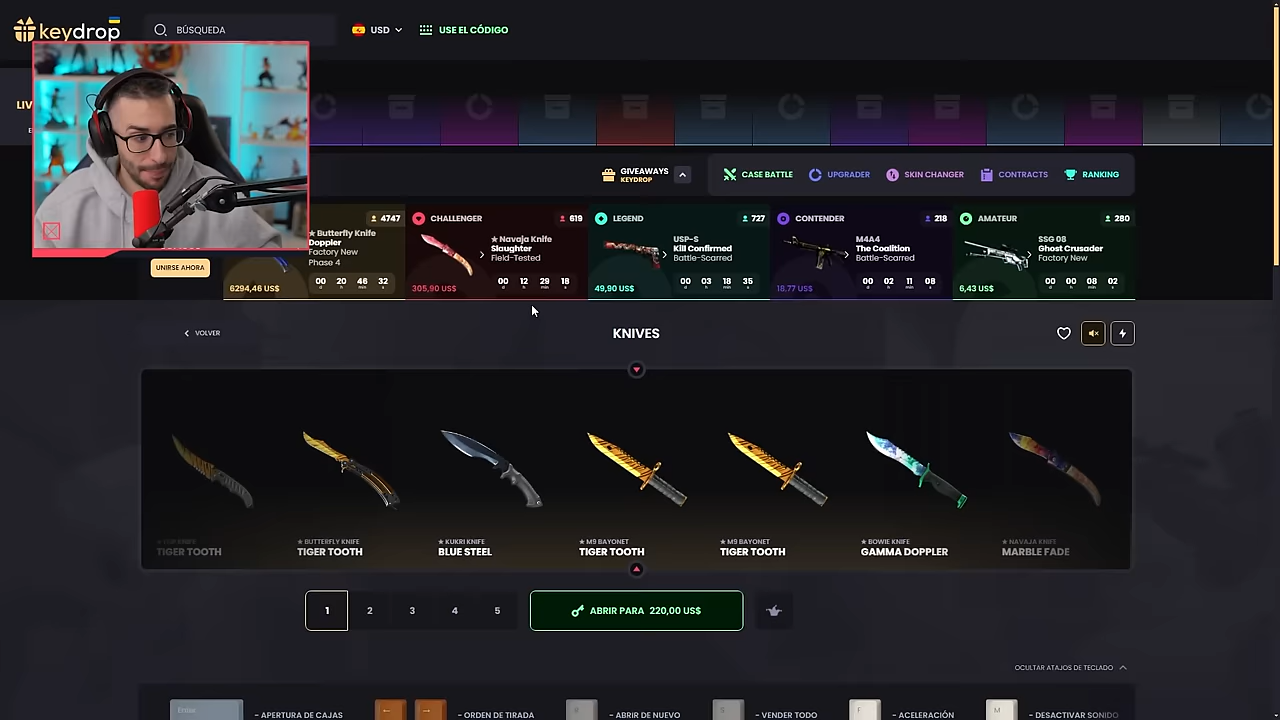 keydrop
BÚSQUEDA
USD
USE EL CÓDIGO
GIVEAWAYS
KEYDROP
CASE BATTLE
UPGRADER
SKIN CHANGER
CONTRACTS
RANKING
UNIRSE AHORA
4747
★ Butterfly Knife
Doppler
Factory New
Phase 4
6294,46 US$
00 20 46 32
CHALLENGER
619
★ Navaja Knife
Slaughter
Field-Tested
305,90 US$
00 12 29 18
LEGEND
727
USP-S
Kill Confirmed
Battle-Scarred
49,90 US$
00 03 18 35
CONTENDER
218
M4A4
The Coalition
Battle-Scarred
18,77 US$
00 02 11 08
AMATEUR
280
SSG 08
Ghost Crusader
Factory New
6,43 US$
00 00 08 02
VOLVER
KNIVES
TIGER TOOTH
★ BUTTERFLY KNIFE
TIGER TOOTH
★ KUKRI KNIFE
BLUE STEEL
★ M9 BAYONET
TIGER TOOTH
★ M9 BAYONET
TIGER TOOTH
★ BOWIE KNIFE
GAMMA DOPPLER
★ NAVAJA KNIFE
MARBLE FADE
1 2 3 4 5
ABRIR PARA 220,00 US$
OCULTAR ATAJOS DE TECLADO
Enter
- APERTURA DE CAJAS
← →
- ORDEN DE TIRADA
- ABRIR DE NUEVO
S
- VENDER TODO
F
- ACELERACIÓN
M
- DESACTIVAR SONIDO